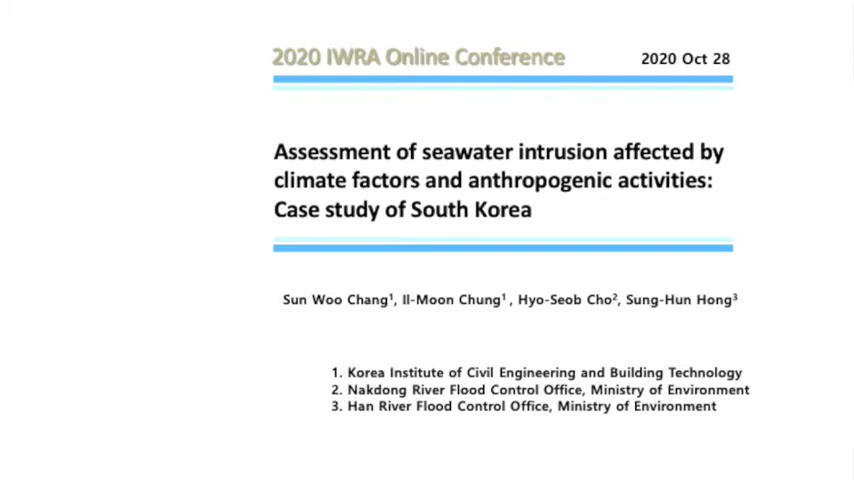 2020 IWRA Online Conference 2020 Oct 28
Assessment of seawater intrusion affected by
climate factors and anthropogenic activities:
Case study of South Korea
Sun Woo Chang¹, Il-Moon Chung¹ , Hyo-Seob Cho², Sung-Hun Hong³
1. Korea Institute of Civil Engineering and Building Technology
2. Nakdong River Flood Control Office, Ministry of Environment
3. Han River Flood Control Office, Ministry of Environment